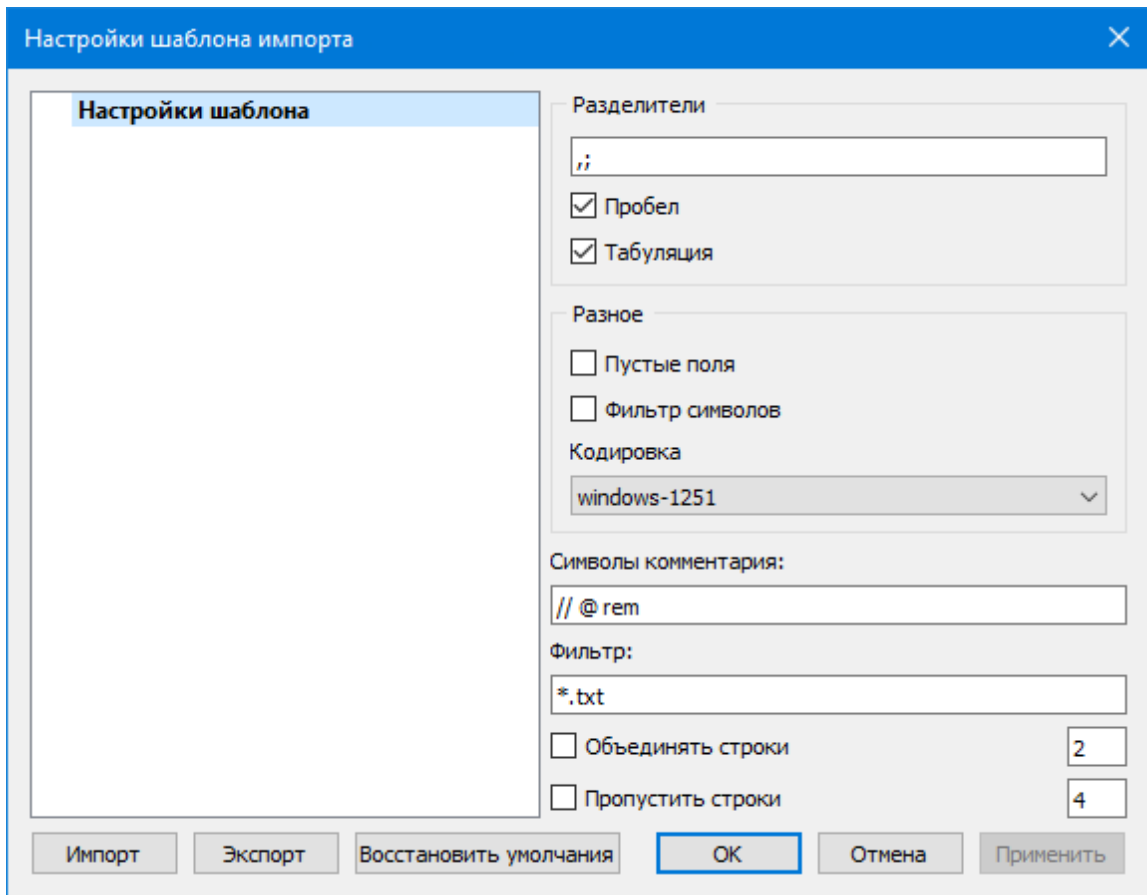 Настройки шаблона импорта
Настройки шаблона
Разделители
,;
Пробел
Табуляция
Разное
Пустые поля
Фильтр символов
Кодировка
windows-1251
Символы комментария:
// @ rem
Фильтр:
*.txt
Объединять строки 2
Пропустить строки 4
Импорт Экспорт Восстановить умолчания OK Отмена Применить